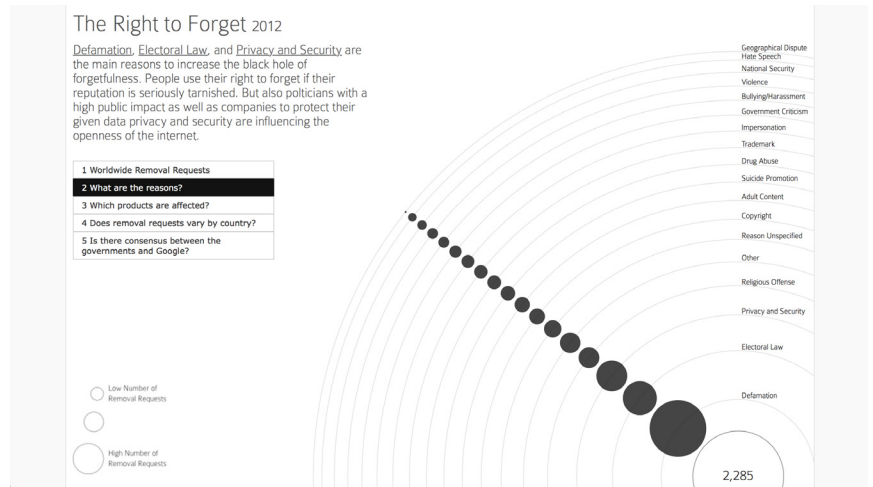 The Right to Forget 2012
Defamation, Electoral Law, and Privacy and Security are
the main reasons to increase the black hole of
forgetfulness. People use their right to forget if their
reputation is seriously tarnished. But also polticians with a
high public impact as well as companies to protect their
given data privacy and security are influencing the
openness of the internet.
1 Worldwide Removal Requests
2 What are the reasons?
3 Which products are affected?
4 Does removal requests vary by country?
5 Is there consensus between the
governments and Google?
Low Number of
Removal Requests
High Number of
Removal Requests
Geographical Dispute
Hate Speech
National Security
Violence
Bullying/Harassment
Government Criticism
Impersonation
Trademark
Drug Abuse
Suicide Promotion
Adult Content
Copyright
Reason Unspecified
Other
Religious Offense
Privacy and Security
Electoral Law
Defamation
2,285